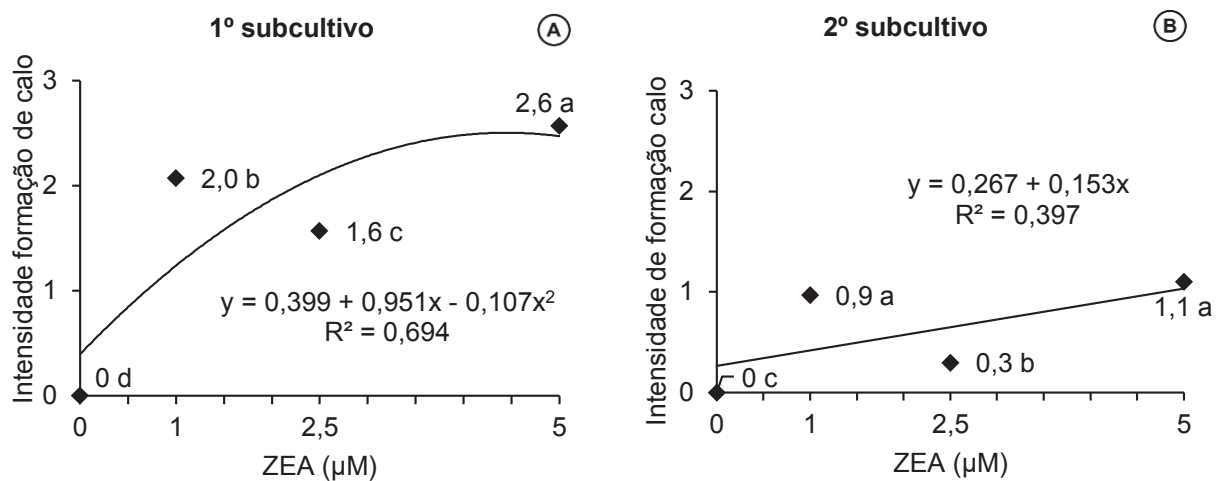 1º subcultivo
A
Intensidade formação de calo
3
2
1
0
2,6 a
2,0 b
1,6 c
y = 0,399 + 0,951x - 0,107x²
R² = 0,694
0 d
0
1
2,5
5
ZEA (µM)
2º subcultivo
B
Intensidade de formação calo
3
2
1
0
y = 0,267 + 0,153x
R² = 0,397
0,9 a
1,1 a
0,3 b
0 c
0
1
2,5
5
ZEA (µM)